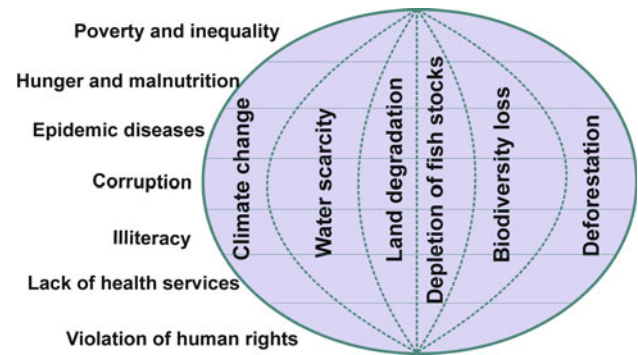 Poverty and inequality
Hunger and malnutrition
Epidemic diseases
Corruption
Illiteracy
Lack of health services
Violation of human rights
Climate change
Water scarcity
Land degradation
Depletion of fish stocks
Biodiversity loss
Deforestation